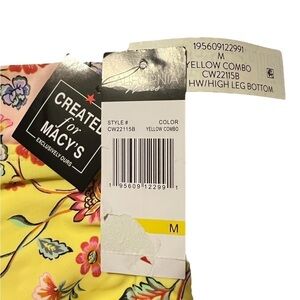 195609122991
M
YELLOW COMBO
CW22115B
HW/HIGH LEG BOTTOM
CREATED
for
MACY'S
EXCLUSIVELY OURS
STYLE #
COLOR
CW22115B
YELLOW COMBO
1 95609 12299 1
M